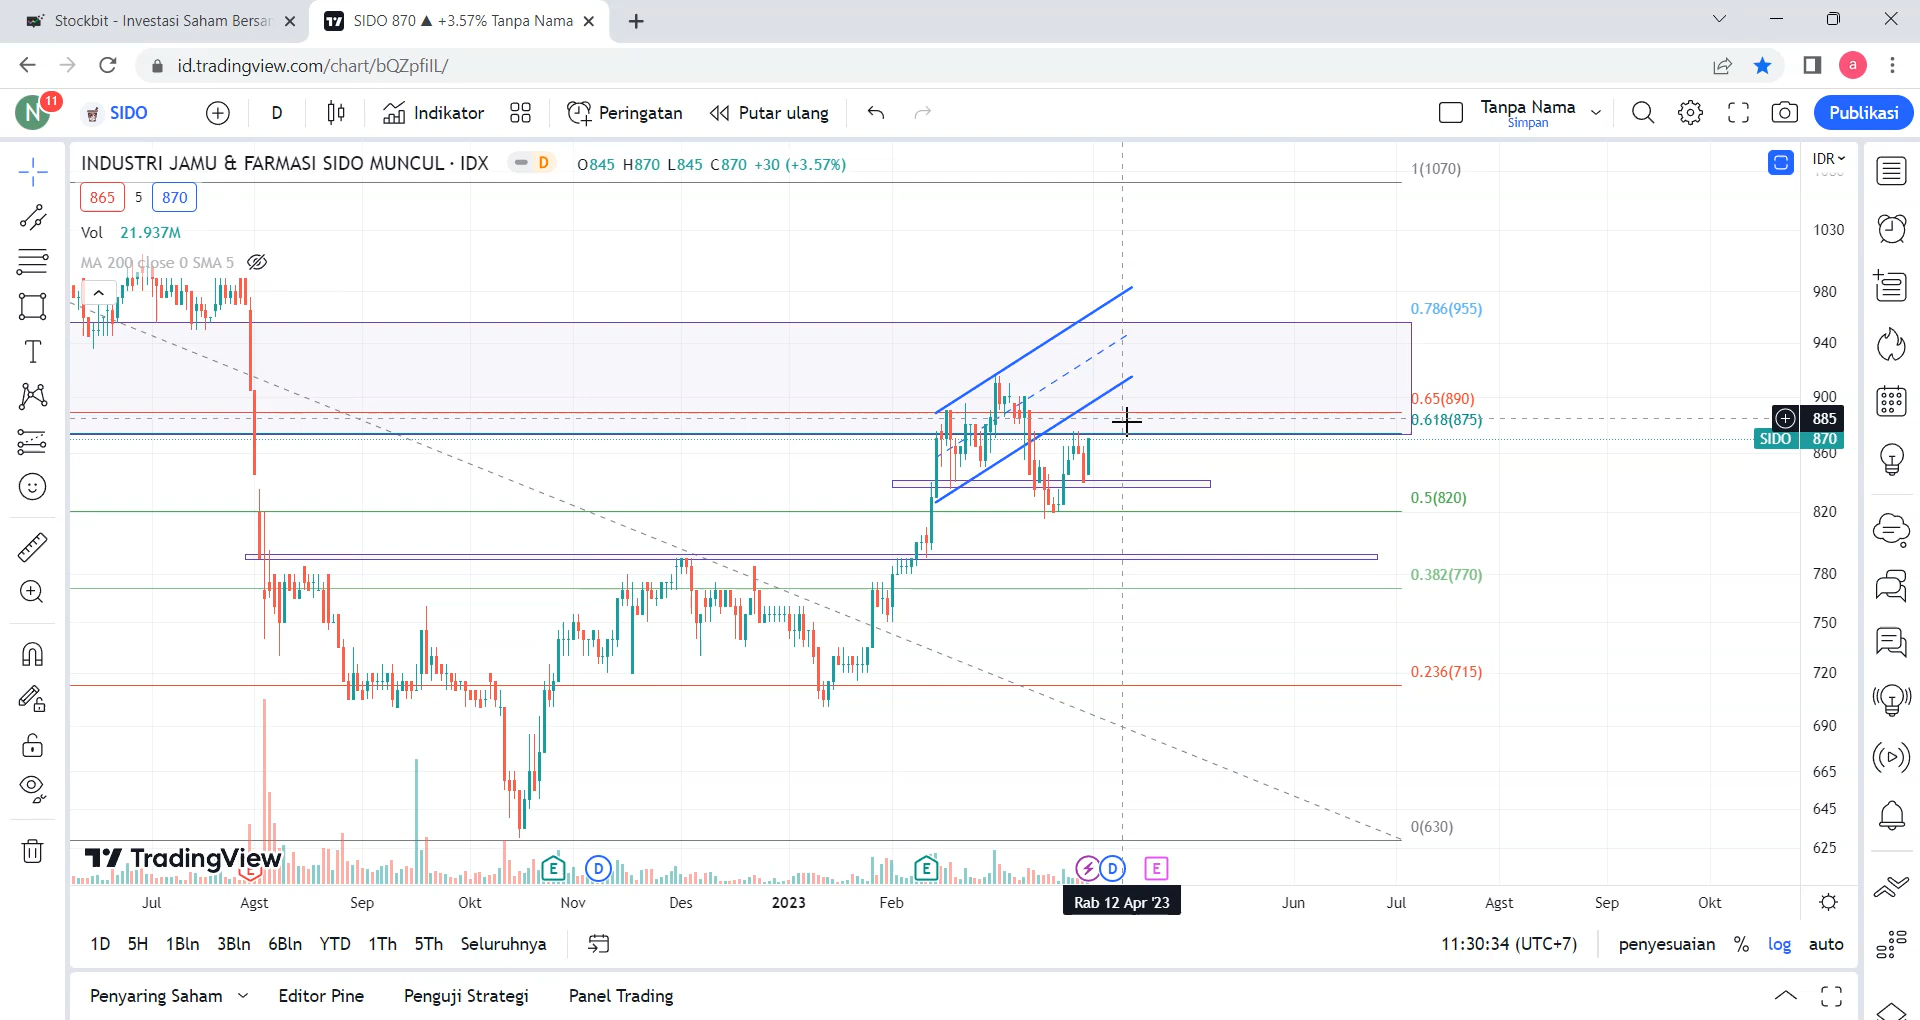 Stockbit - Investasi Saham Bersar
SIDO 870 ▲ +3.57% Tanpa Nama
id.tradingview.com/chart/bQZpfilL/
a
N 11
SIDO
D
Indikator
Peringatan
Putar ulang
Tanpa Nama
Simpan
Publikasi
INDUSTRI JAMU & FARMASI SIDO MUNCUL · IDX
D
O845 H870 L845 C870 +30 (+3.57%)
IDR
865 5 870
Vol 21.937M
MA 200 close 0 SMA 5
1(1070)
0.786(955)
0.65(890)
0.618(875)
0.5(820)
0.382(770)
0.236(715)
0(630)
1030
980
940
900
885
SIDO 870
860
820
780
750
720
690
665
645
625
TradingView
E E D E D E
Jul Agst Sep Okt Nov Des 2023 Feb Rab 12 Apr '23 Jun Jul Agst Sep Okt
1D 5H 1Bln 3Bln 6Bln YTD 1Th 5Th Seluruhnya
11:30:34 (UTC+7) penyesuaian % log auto
Penyaring Saham Editor Pine Penguji Strategi Panel Trading